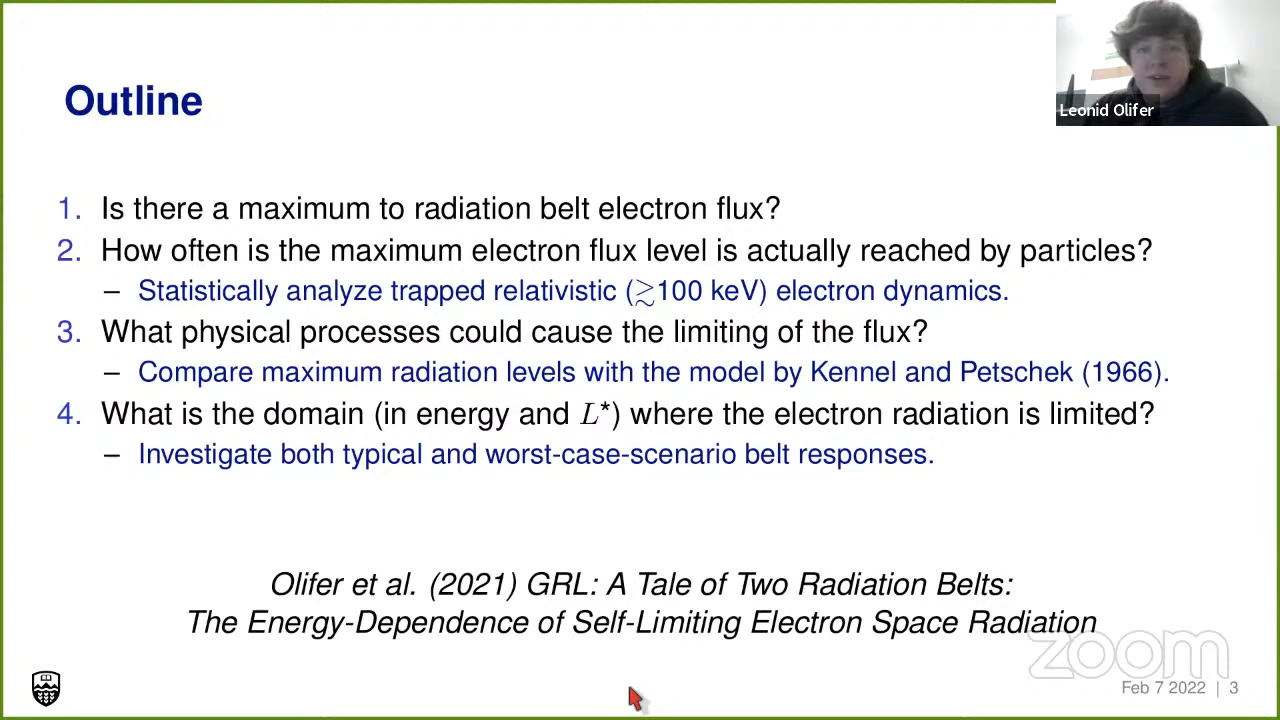 Outline
Leonid Olifer
1. Is there a maximum to radiation belt electron flux?
2. How often is the maximum electron flux level is actually reached by particles?
– Statistically analyze trapped relativistic (≳100 keV) electron dynamics.
3. What physical processes could cause the limiting of the flux?
– Compare maximum radiation levels with the model by Kennel and Petschek (1966).
4. What is the domain (in energy and L*) where the electron radiation is limited?
– Investigate both typical and worst-case-scenario belt responses.
Olifer et al. (2021) GRL: A Tale of Two Radiation Belts:
The Energy-Dependence of Self-Limiting Electron Space Radiation
zoom
Feb 7 2022 | 3